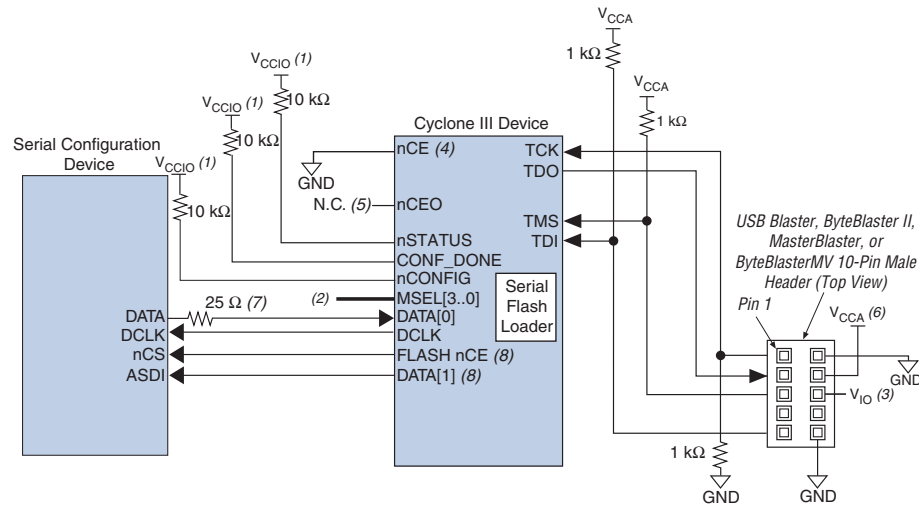 V_CCA
1 kΩ
V_CCIO (1)
10 kΩ
V_CCA
1 kΩ
V_CCIO (1)
10 kΩ
Serial Configuration
Device
V_CCIO (1)
10 kΩ
Cyclone III Device
nCE (4)
GND
N.C. (5)
nCEO
nSTATUS
CONF_DONE
nCONFIG
(2)
MSEL[3..0]
DATA[0]
DCLK
FLASH nCE (8)
DATA[1] (8)
TCK
TDO
TMS
TDI
Serial
Flash
Loader
DATA
25 Ω (7)
DCLK
nCS
ASDI
USB Blaster, ByteBlaster II,
MasterBlaster, or
ByteBlasterMV 10-Pin Male
Header (Top View)
Pin 1
V_CCA (6)
GND
V_IO (3)
1 kΩ
GND
GND